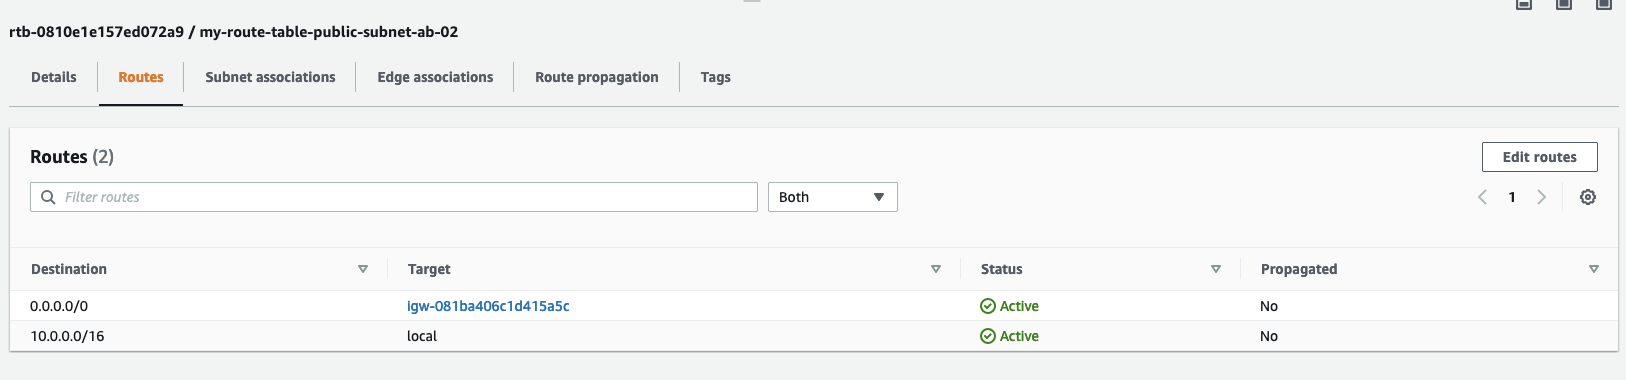 rtb-0810e1e157ed072a9 / my-route-table-public-subnet-ab-02
Details Routes Subnet associations Edge associations Route propagation Tags
Routes (2) Edit routes
Filter routes Both 1
Destination Target Status Propagated
0.0.0.0/0 igw-081ba406c1d415a5c Active No
10.0.0.0/16 local Active No